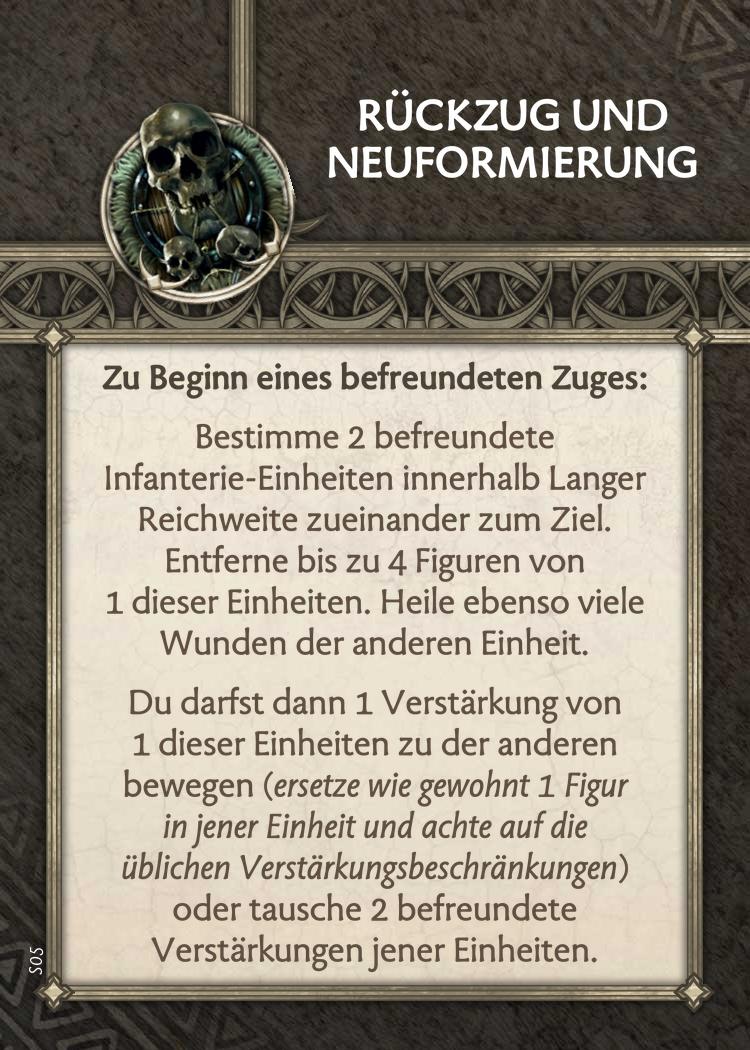 RÜCKZUG UND
NEUFORMIERUNG
Zu Beginn eines befreundeten Zuges:
Bestimme 2 befreundete
Infanterie-Einheiten innerhalb Langer
Reichweite zueinander zum Ziel.
Entferne bis zu 4 Figuren von
1 dieser Einheiten. Heile ebenso viele
Wunden der anderen Einheit.
Du darfst dann 1 Verstärkung von
1 dieser Einheiten zu der anderen
bewegen (ersetze wie gewohnt 1 Figur
in jener Einheit und achte auf die
üblichen Verstärkungsbeschränkungen)
oder tausche 2 befreundete
Verstärkungen jener Einheiten.
S05